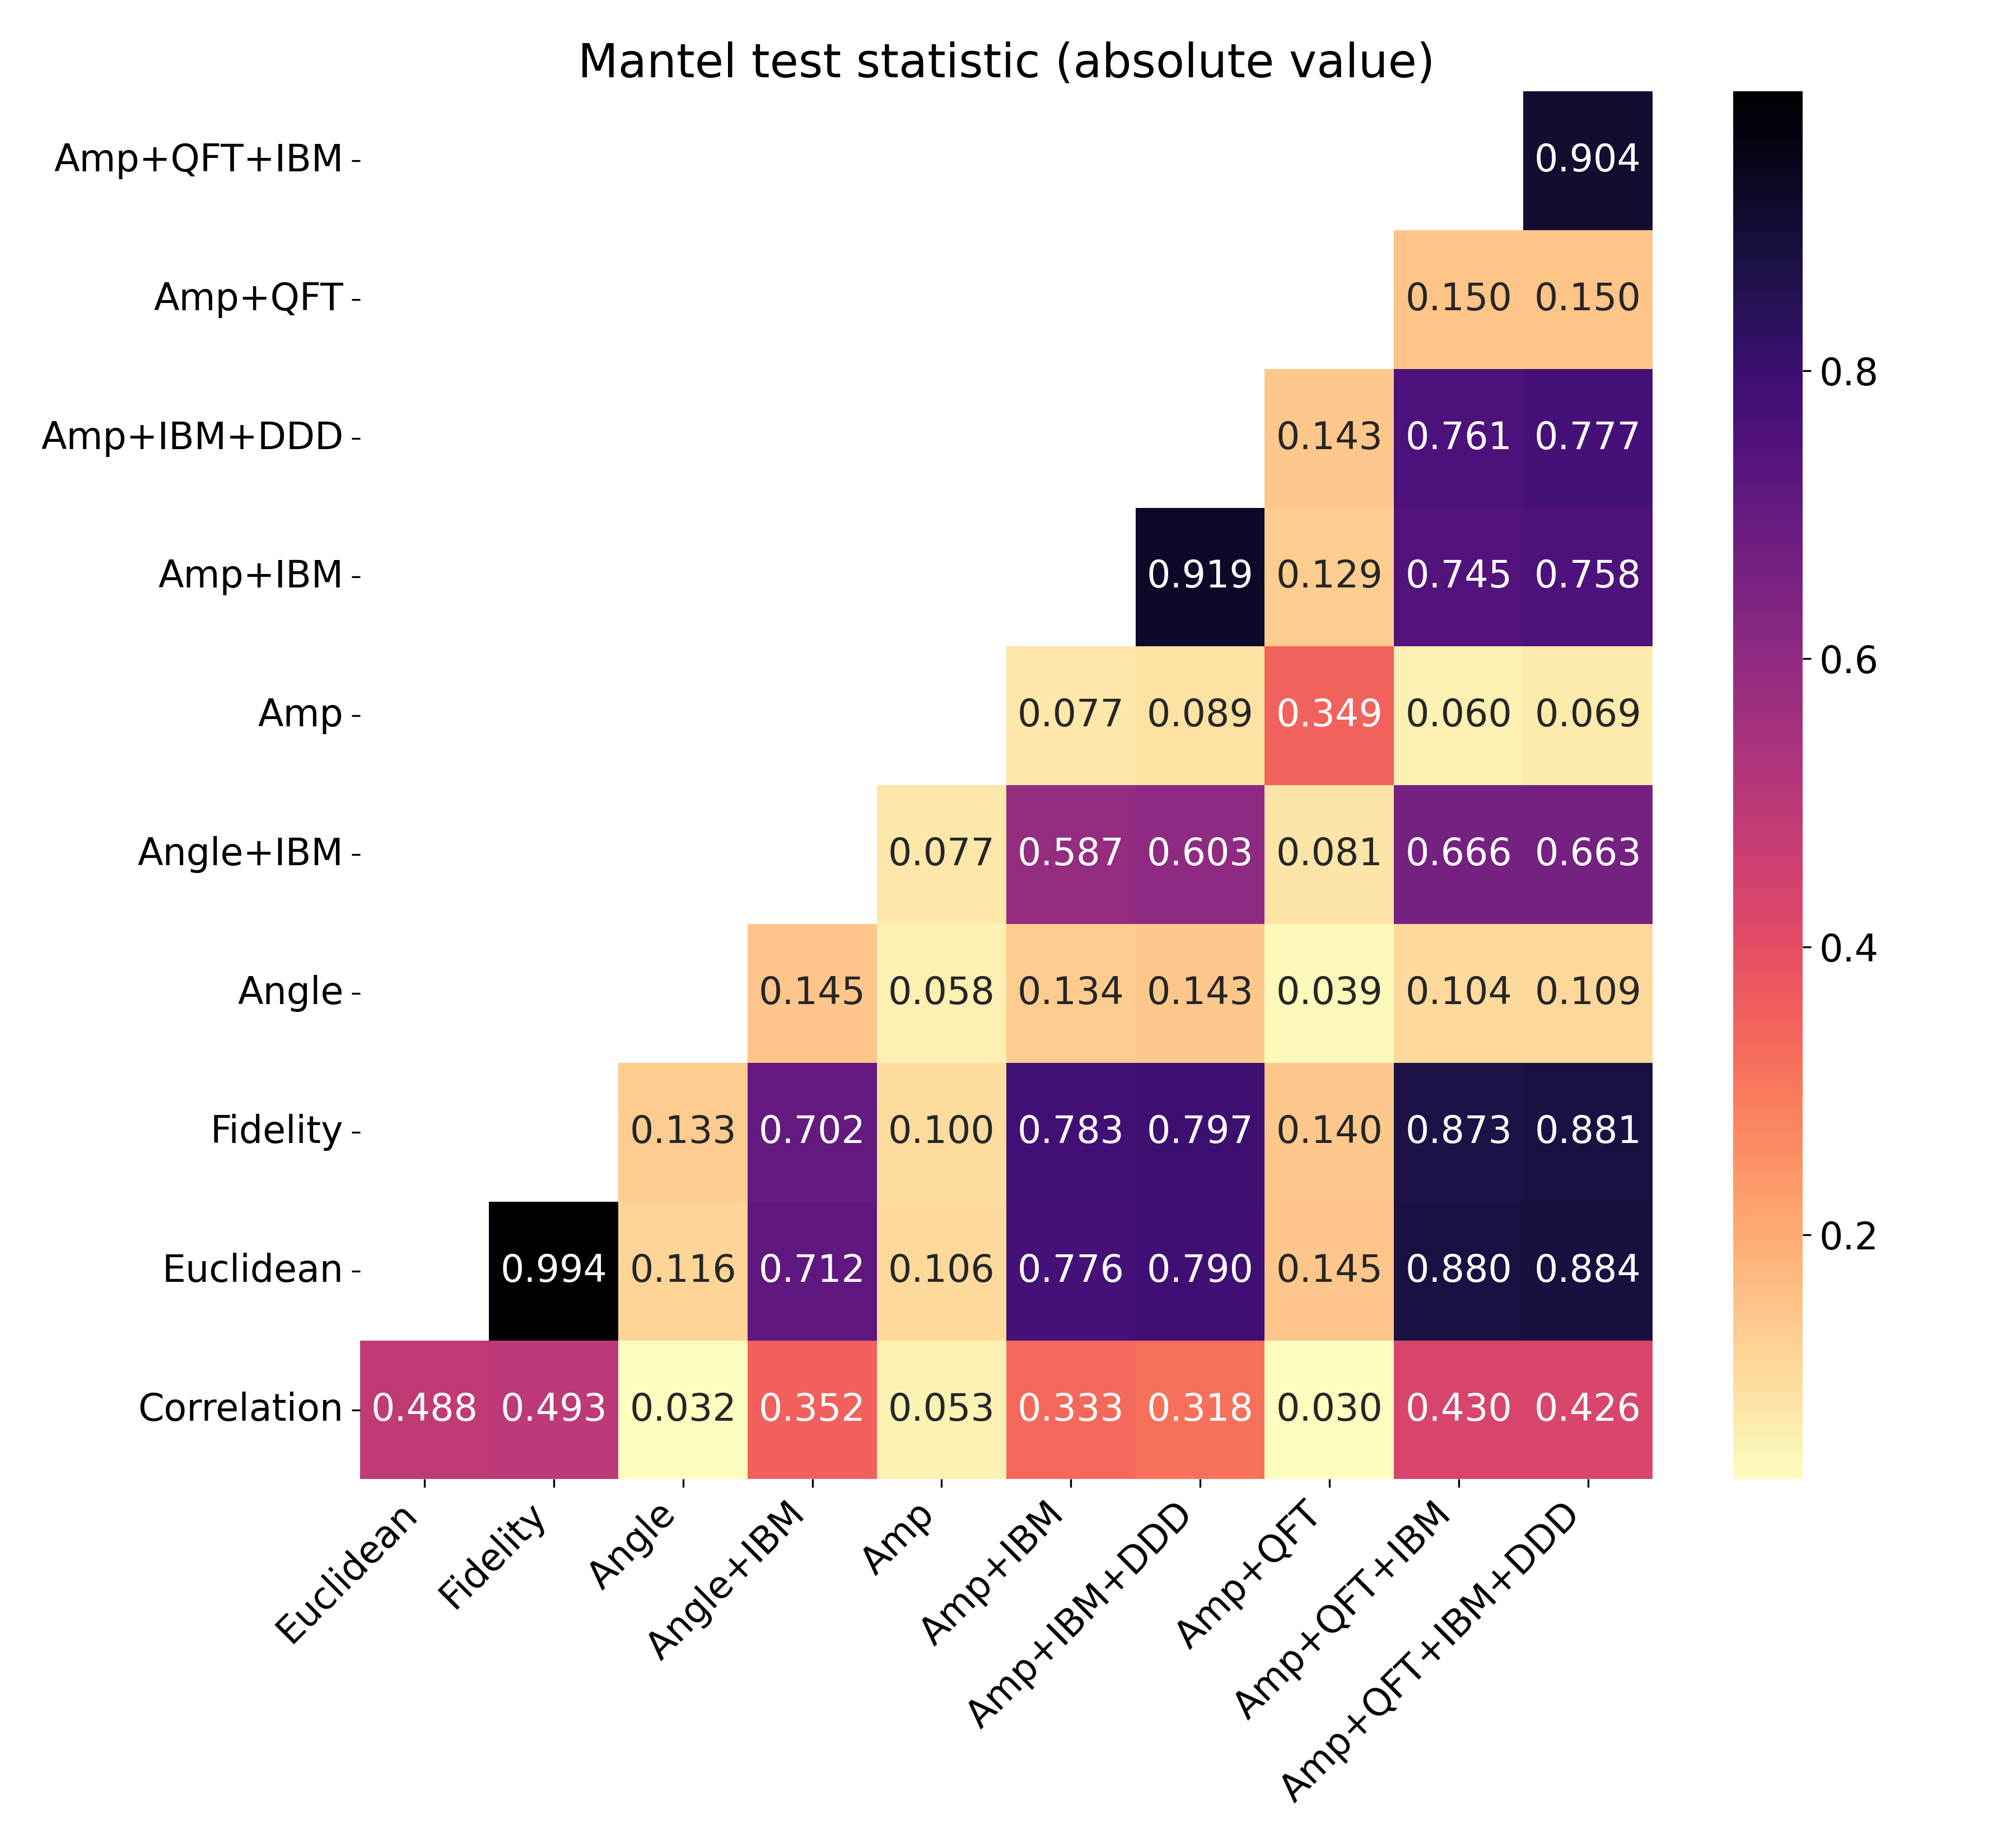 Mantel test statistic (absolute value)
Amp+QFT+IBM 0.904
Amp+QFT 0.150 0.150
Amp+IBM+DDD 0.143 0.761 0.777
Amp+IBM 0.919 0.129 0.745 0.758
Amp 0.077 0.089 0.349 0.060 0.069
Angle+IBM 0.077 0.587 0.603 0.081 0.666 0.663
Angle 0.145 0.058 0.134 0.143 0.039 0.104 0.109
Fidelity 0.133 0.702 0.100 0.783 0.797 0.140 0.873 0.881
Euclidean 0.994 0.116 0.712 0.106 0.776 0.790 0.145 0.880 0.884
Correlation 0.488 0.493 0.032 0.352 0.053 0.333 0.318 0.030 0.430 0.426
Euclidean
Fidelity
Angle
Angle+IBM
Amp
Amp+IBM
Amp+IBM+DDD
Amp+QFT
Amp+QFT+IBM
Amp+QFT+IBM+DDD
0.8
0.6
0.4
0.2